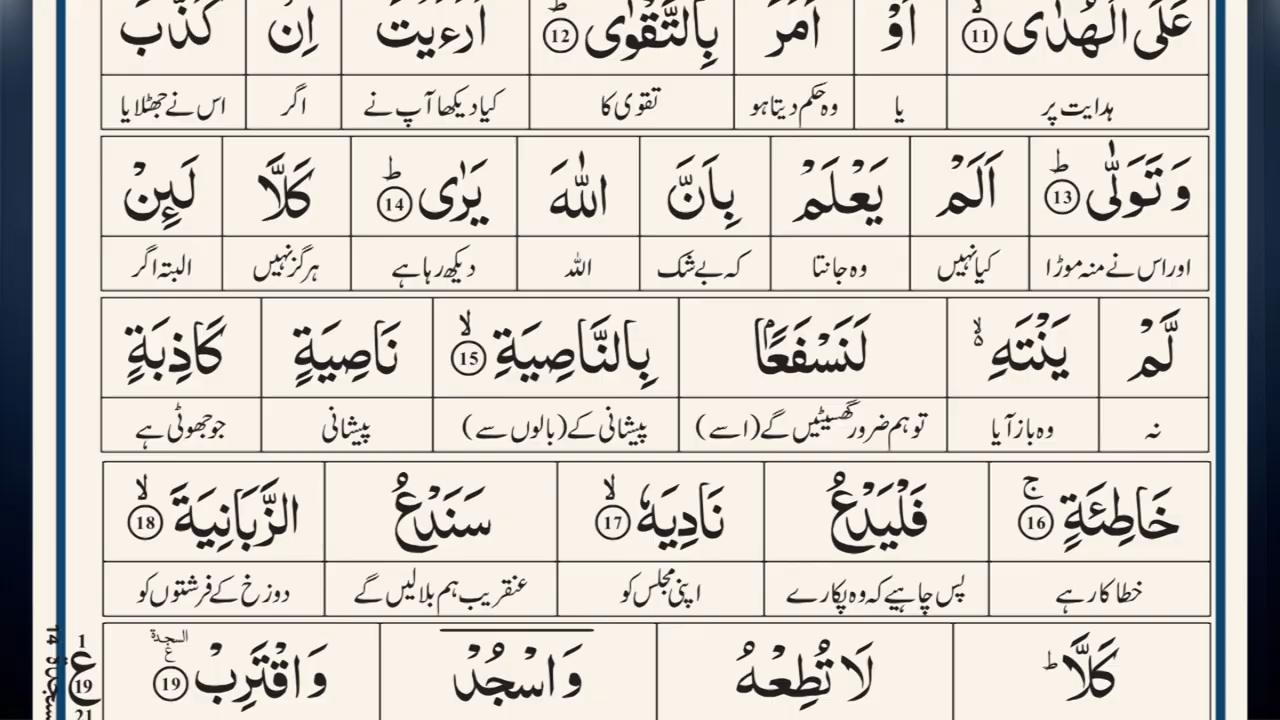 عَلَى الْهُدٰٓى ۙ ⑪ اَوْ اَمَرَ بِالتَّقْوٰى ؕ ⑫ اَرَءَيْتَ اِنْ كَذَّبَ
ہدایت پر یا وہ حکم دیتا ہو تقوی کا کیا دیکھا آپ نے اگر اس نے جھٹلایا
وَ تَوَلّٰى ؕ ⑬ اَلَمْ يَعْلَمْ بِاَنَّ اللّٰهَ يَرٰى ؕ ⑭ كَلَّا لَىِٕنْ
اور اس نے منہ موڑا کیا نہیں وہ جانتا کہ بے شک اللہ دیکھ رہا ہے ہرگز نہیں البتہ اگر
لَّمْ يَنْتَهِ ۙ۬ لَنَسْفَعًۢا بِالنَّاصِيَةِ ۙ ⑮ نَاصِيَةٍ كَاذِبَةٍ
نہ وہ باز آیا تو ہم ضرور گھسیٹیں گے (اسے) پیشانی کے (بالوں سے) پیشانی جو جھوٹی ہے
خَاطِئَةٍ ۚ ⑯ فَلْيَدْعُ نَادِيَهٗ ۙ ⑰ سَنَدْعُ الزَّبَانِيَةَ ۙ ⑱
خطا کار ہے پس چاہیے کہ وہ پکارے اپنی مجلس کو عنقریب ہم بلالیں گے دوزخ کے فرشتوں کو
كَلَّا ؕ لَا تُطِعْهُ وَاسْجُدْ وَاقْتَرِبْ ⑲ السجدة
1
ع
19
21